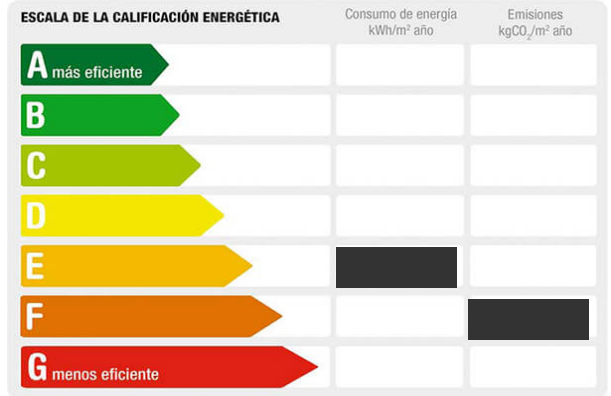 ESCALA DE LA CALIFICACIÓN ENERGÉTICA
Consumo de energía
kWh/m² año
Emisiones
kgCO₂/m² año
A más eficiente
B
C
D
E
F
G menos eficiente